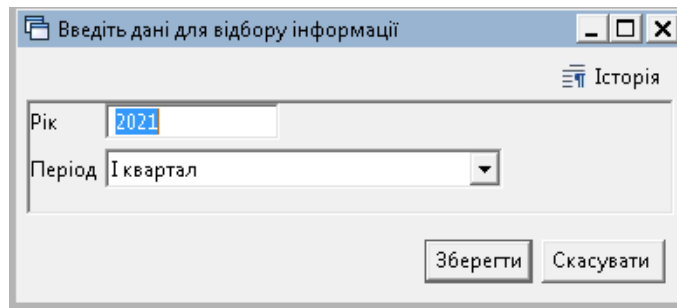 Введіть дані для відбору інформації
Історія
Рік 2021
Період І квартал
Зберегти Скасувати